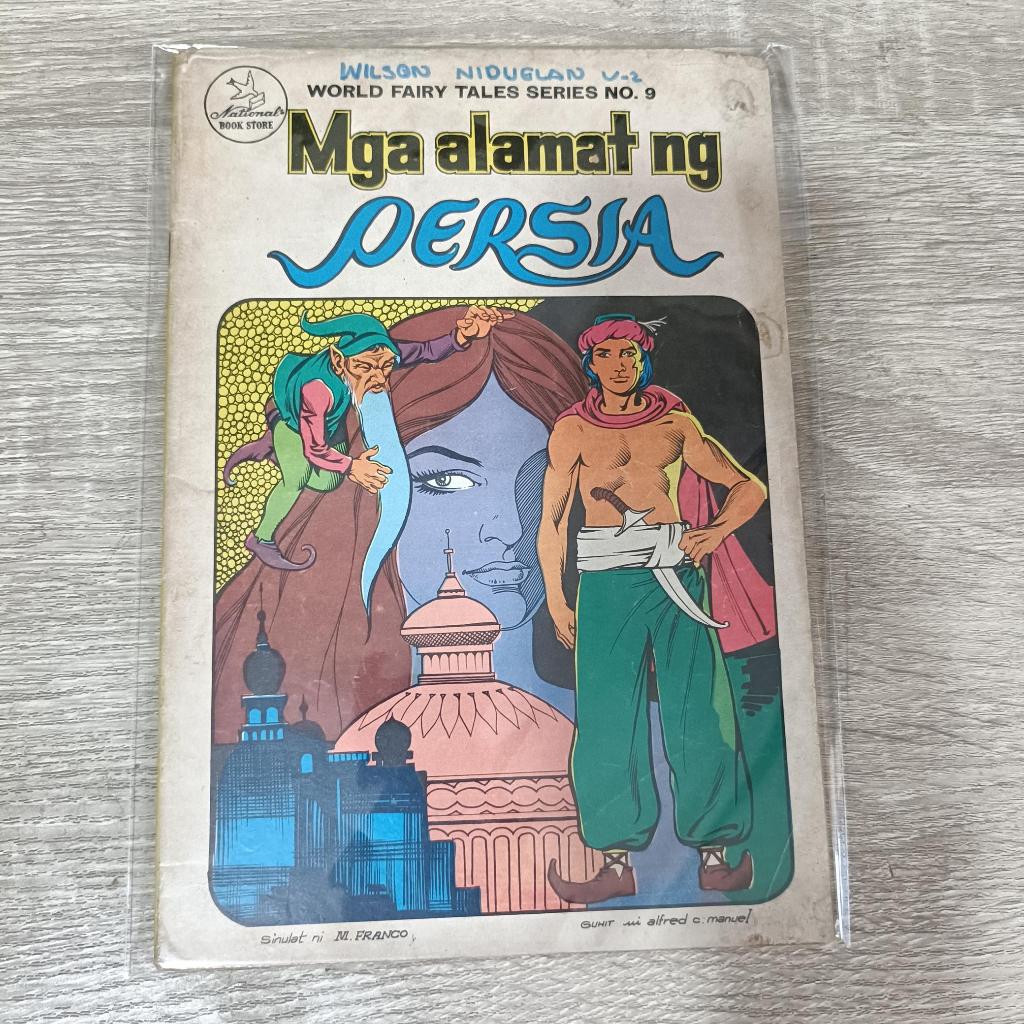 WILSON NIDUGLAN V-2
WORLD FAIRY TALES SERIES NO. 9
National's
BOOK STORE
Mga alamat ng
PERSIA
Sinulat ni M. FRANCO
GUHIT ni alfred c. manuel